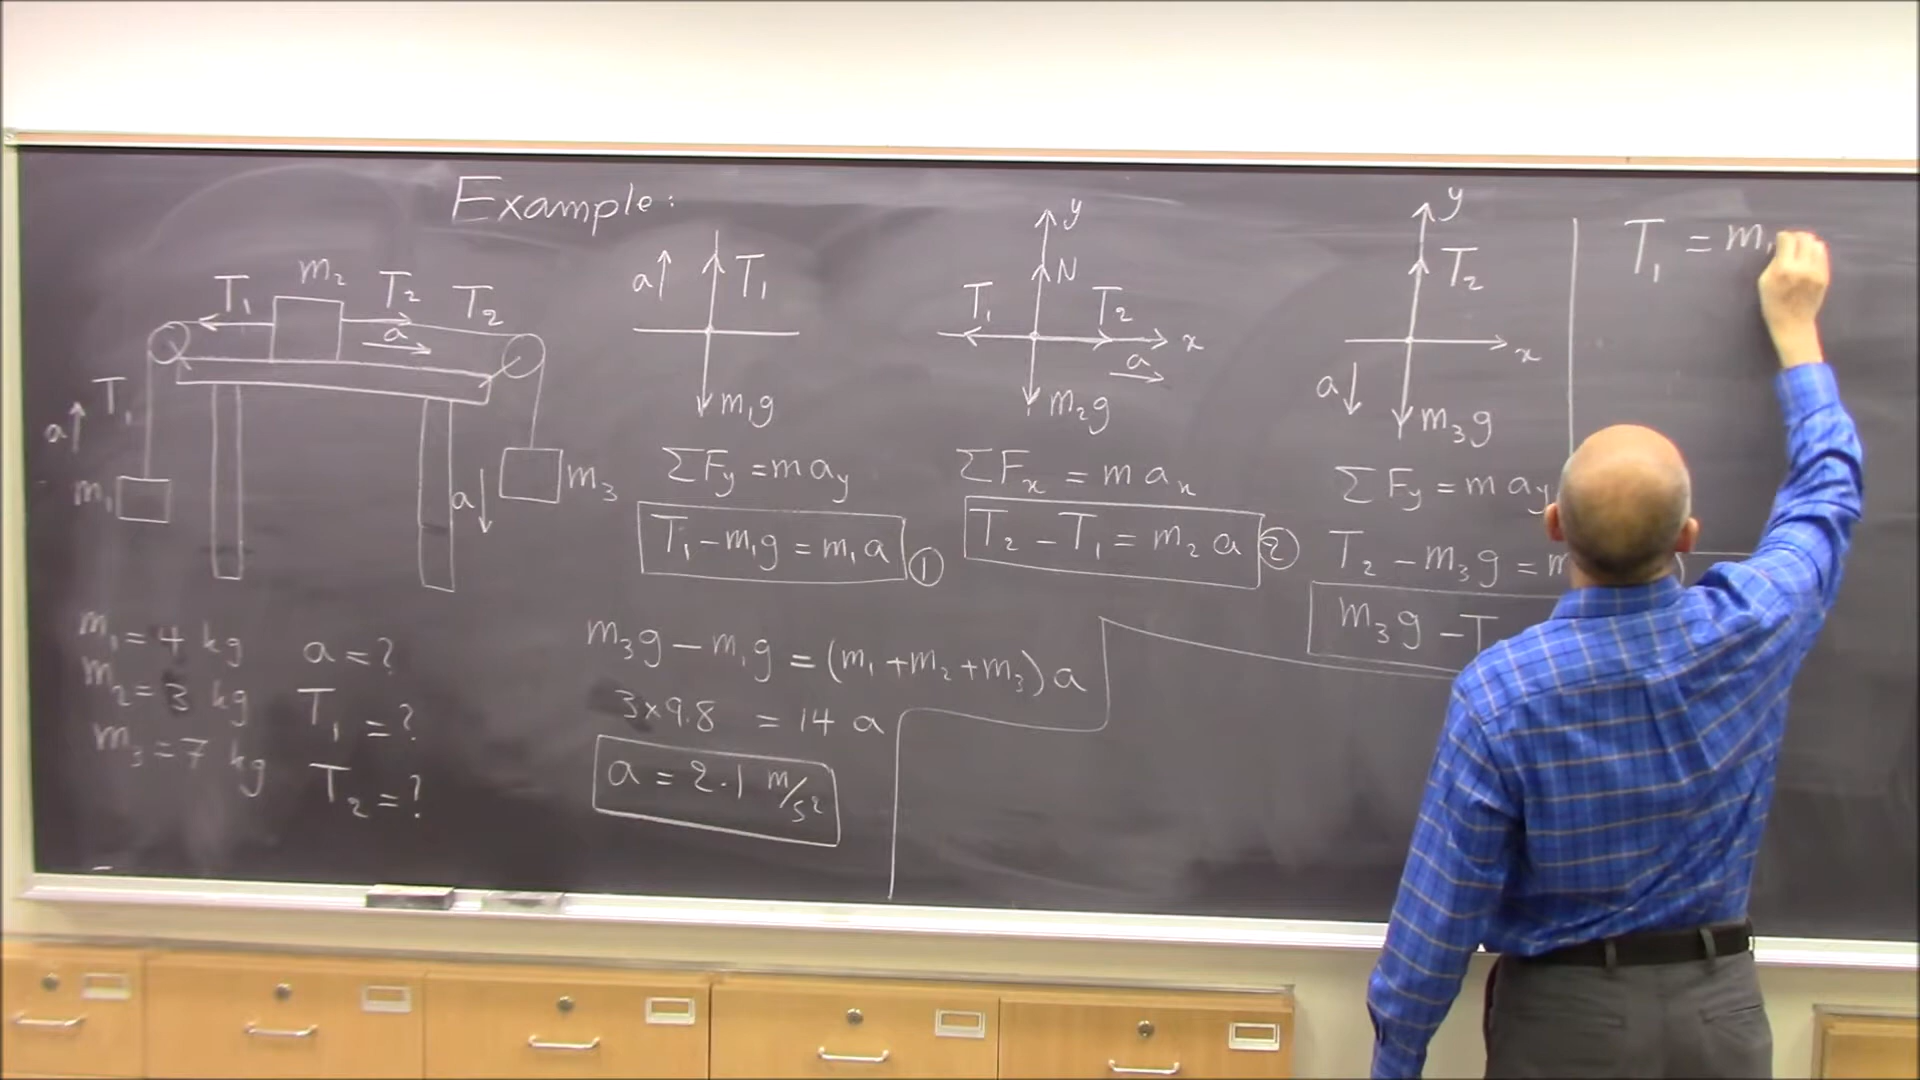 Example:
T₁ m₂ T₂ T₂
a
a T₁
m₁
a m₃
m₁ = 4 kg
m₂ = 3 kg
m₃ = 7 kg
a = ?
T₁ = ?
T₂ = ?
a T₁
m₁g
ΣFy = m ay
T₁ - m₁g = m₁ a ①
y
N
T₁ T₂ x
a
m₂g
ΣFx = m ax
T₂ - T₁ = m₂ a ②
y
T₂
x
a
m₃g
ΣFy = m ay
T₂ - m₃g = m
m₃g - T
m₃g - m₁g = (m₁ + m₂ + m₃) a
3×9.8 = 14 a
a = 2.1 m/s²
T₁ = m₁